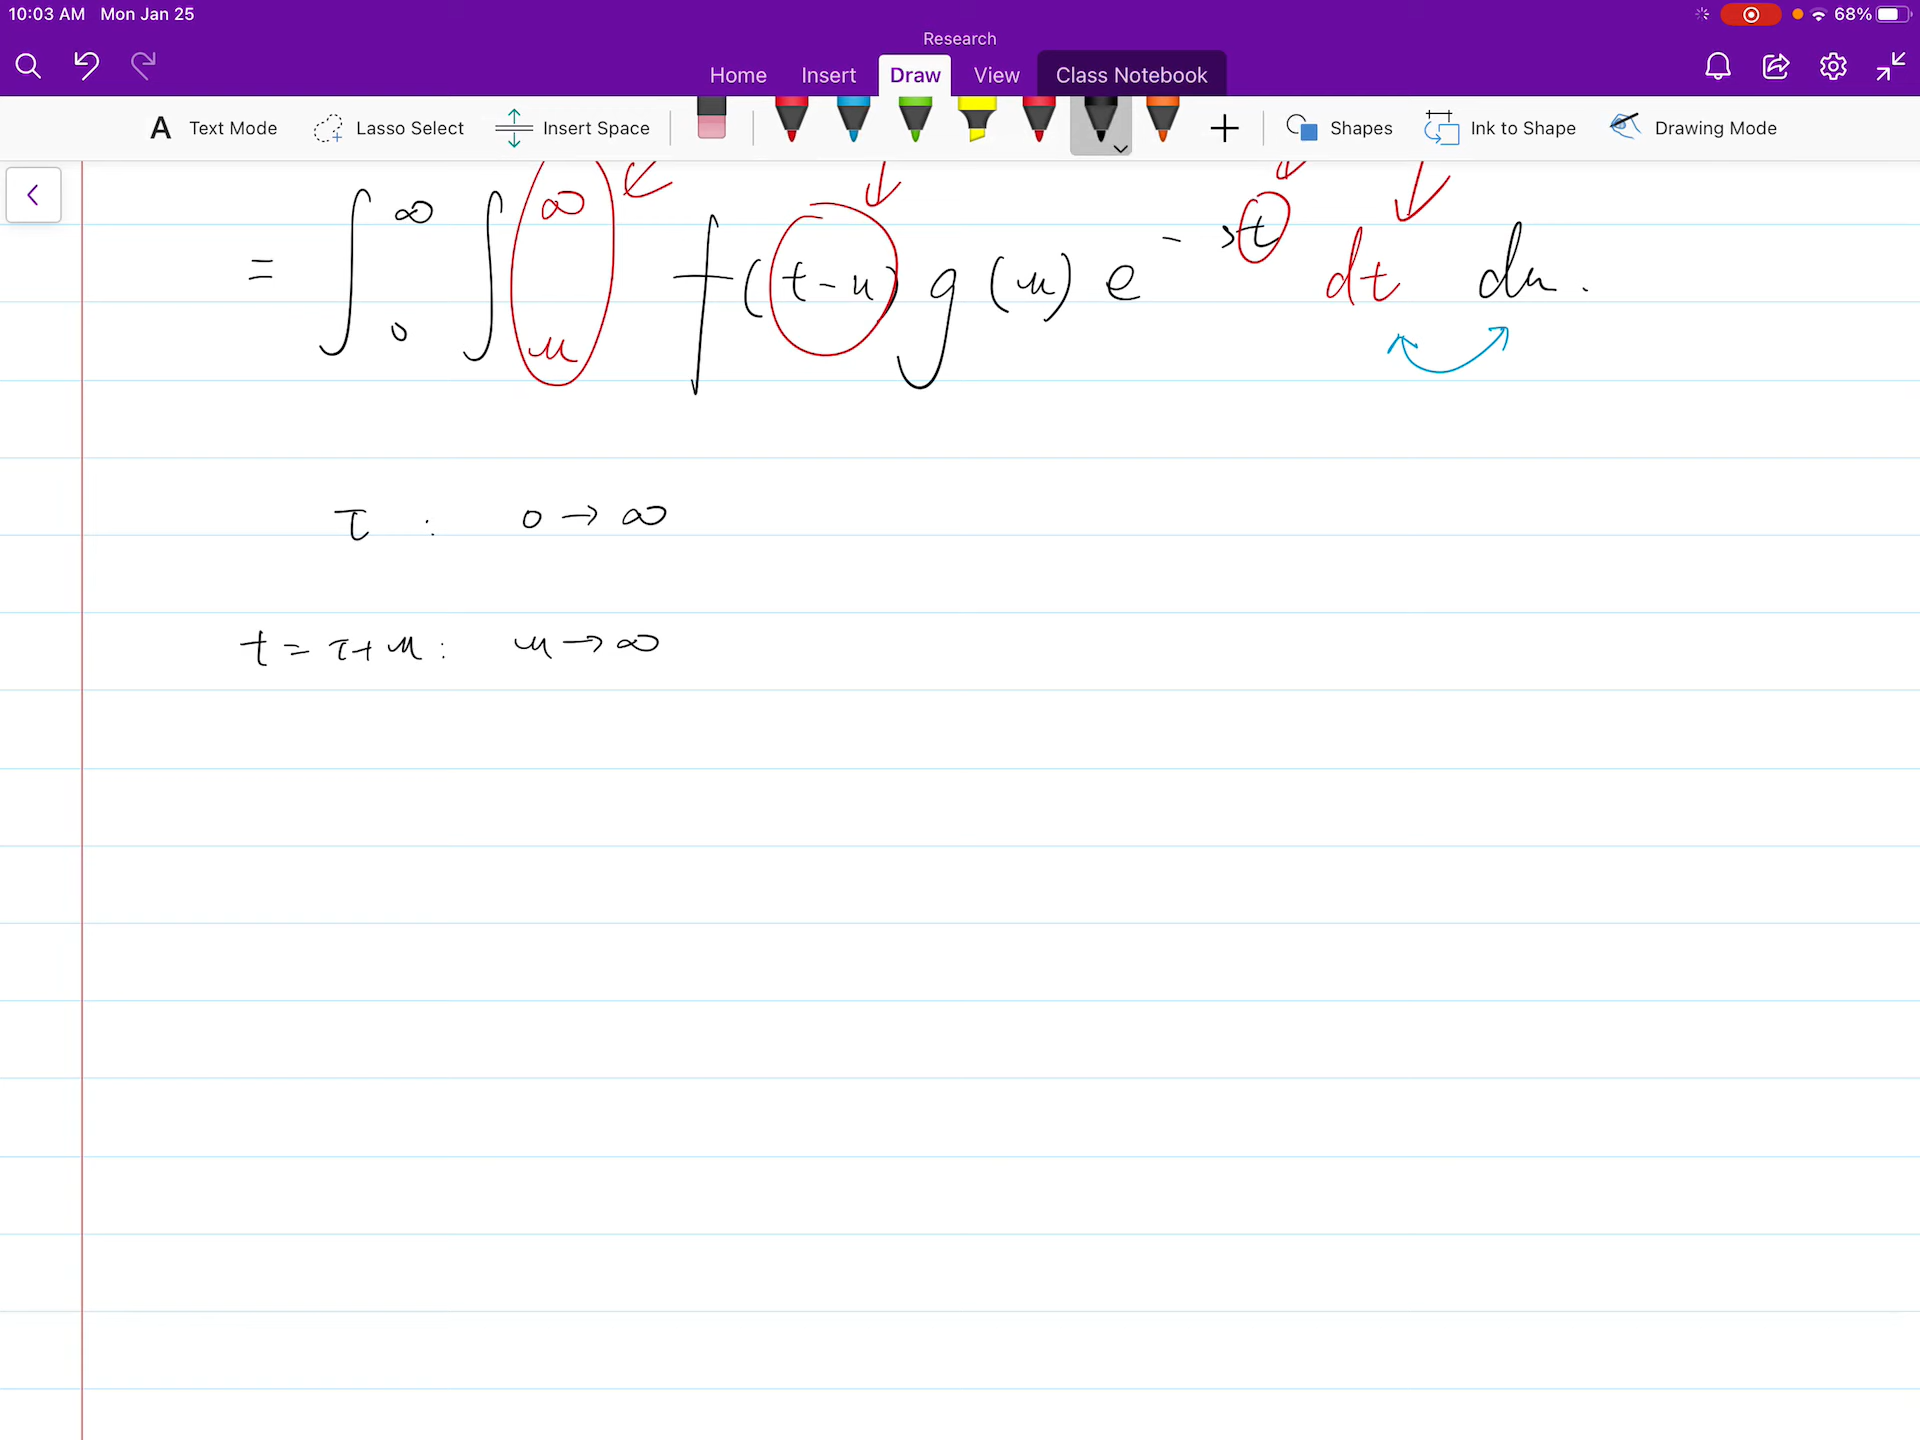 10:03 AM Mon Jan 25
68%
Research
Home Insert Draw View Class Notebook
A Text Mode Lasso Select Insert Space Shapes Ink to Shape Drawing Mode
= ∫₀^∞ ∫ᵤ^∞ f(t-u) g(u) e^{-st} dt du.
τ : 0 → ∞
t = τ+u : u → ∞